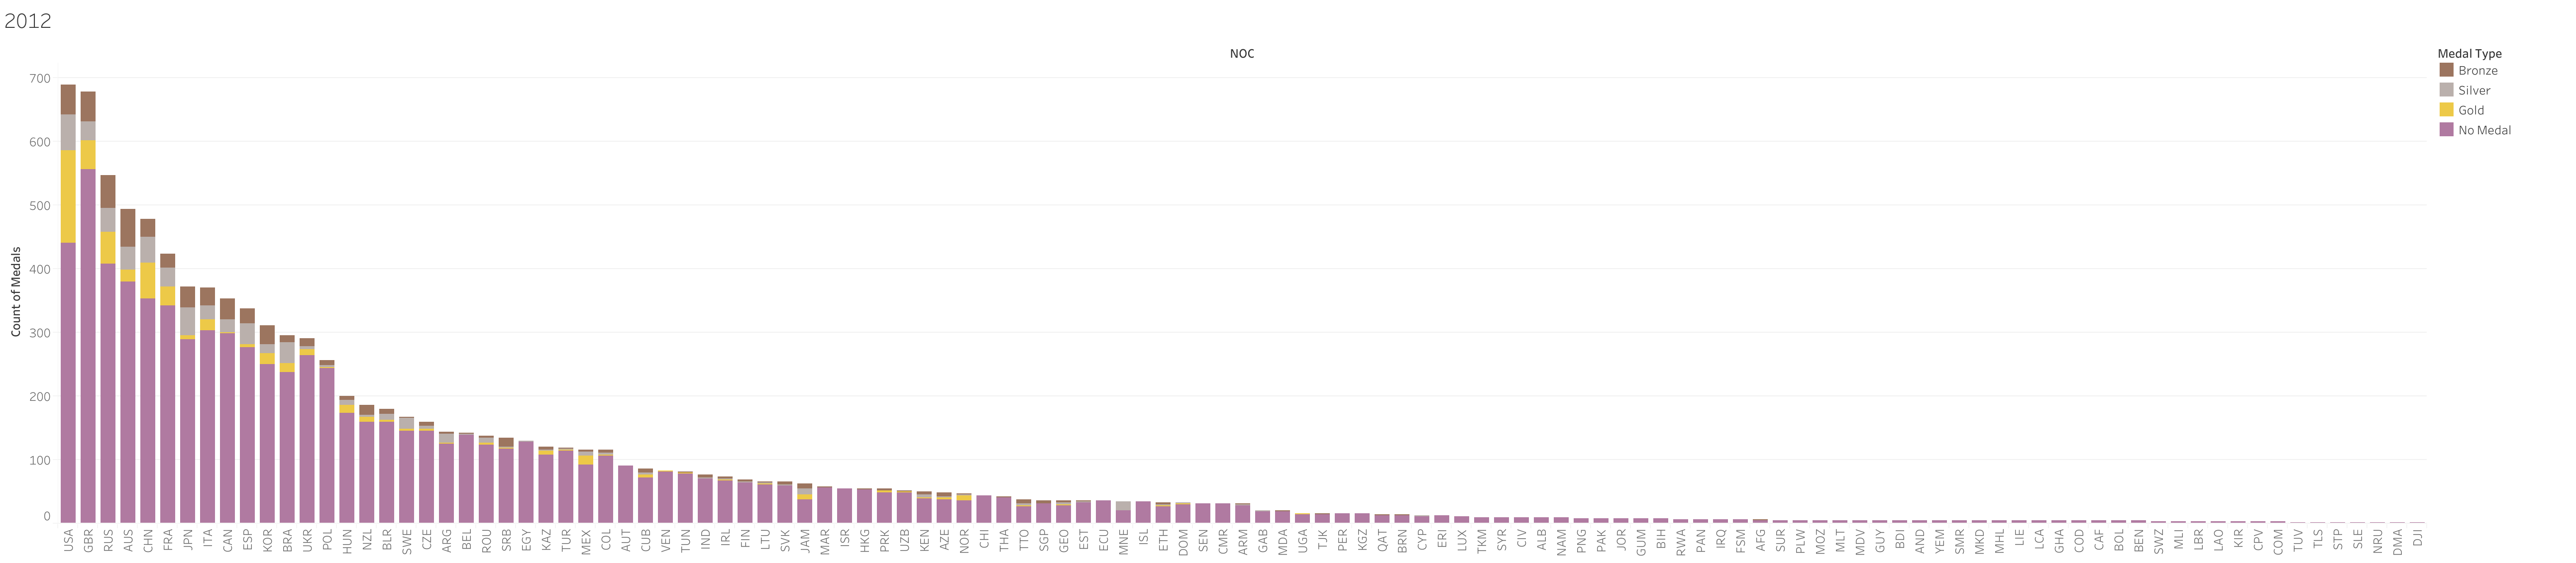 2012
NOC
Medal Type
Bronze
Silver
Gold
No Medal
Count of Medals
700
600
500
400
300
200
100
0
USA GBR RUS AUS CHN FRA JPN ITA CAN ESP KOR BRA UKR POL HUN NZL BLR SWE CZE ARG BEL ROU SRB EGY KAZ TUR MEX COL AUT CUB VEN TUN IND IRL FIN LTU SVK JAM MAR ISR HKG PRK UZB KEN AZE NOR CHI THA TTO SGP GEO EST ECU MNE ISL ETH DOM SEN CMR ARM GAB MDA UGA TJK PER KGZ QAT BRN CYP ERI LUX TKM SYR CIV ALB NAM PNG PAK JOR GUM BIH RWA PAN IRQ FSM AFG SUR PLW MOZ MLT MDV GUY BDI AND YEM SMR MKD MHL LIE LCA GHA COD CAF BOL BEN SWZ MLI LBR LAO KIR CPV COM TUV TLS STP SLE NRU DMA DJI